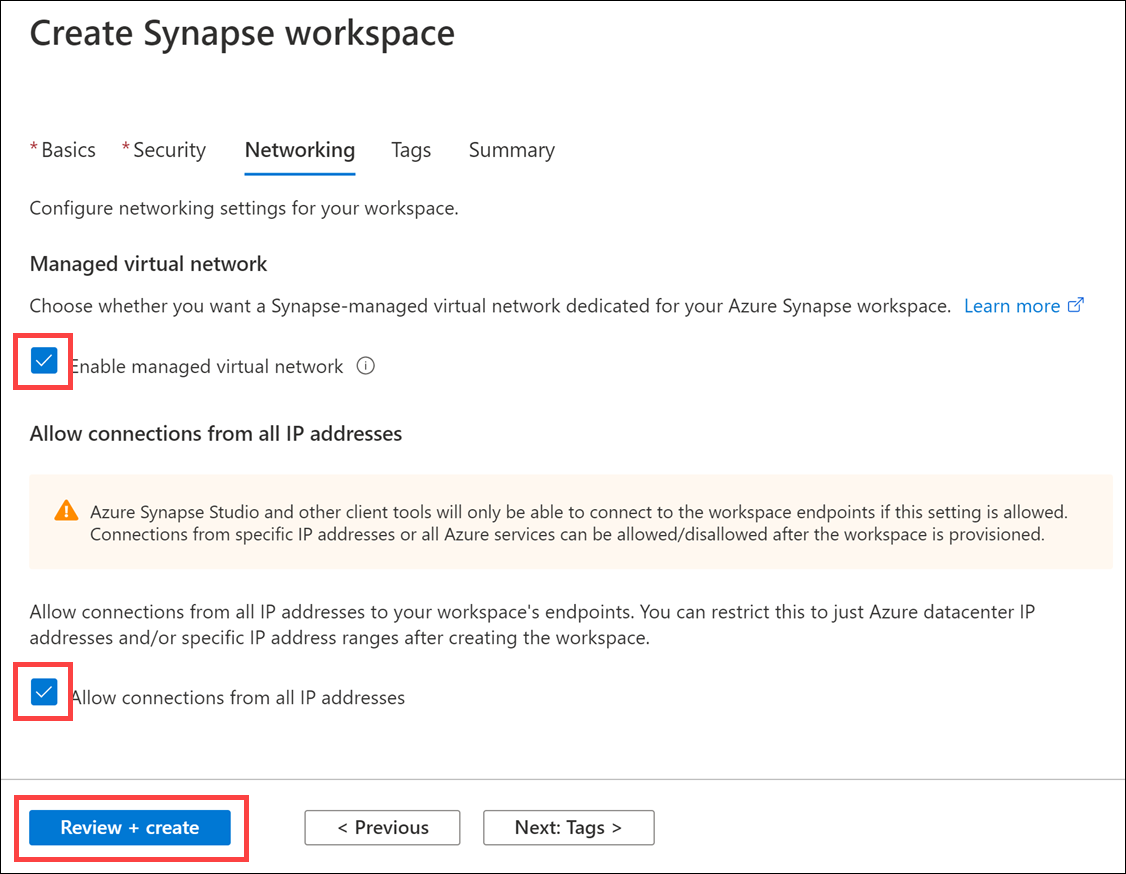 Create Synapse workspace
* Basics * Security Networking Tags Summary
Configure networking settings for your workspace.
Managed virtual network
Choose whether you want a Synapse-managed virtual network dedicated for your Azure Synapse workspace. Learn more
Enable managed virtual network
Allow connections from all IP addresses
Azure Synapse Studio and other client tools will only be able to connect to the workspace endpoints if this setting is allowed.
Connections from specific IP addresses or all Azure services can be allowed/disallowed after the workspace is provisioned.
Allow connections from all IP addresses to your workspace's endpoints. You can restrict this to just Azure datacenter IP
addresses and/or specific IP address ranges after creating the workspace.
Allow connections from all IP addresses
Review + create < Previous Next: Tags >